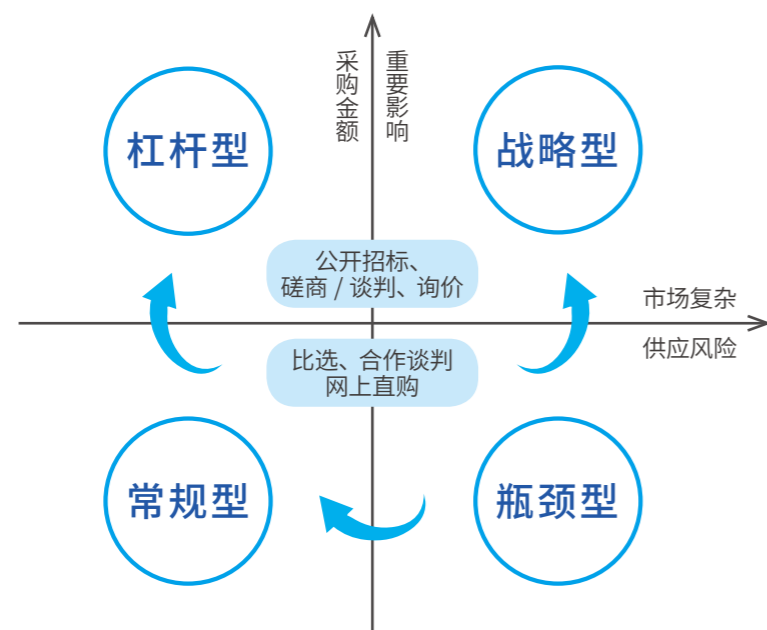 采购金额
重要影响
杠杆型
战略型
公开招标、
磋商 / 谈判、询价
市场复杂
供应风险
比选、合作谈判
网上直购
常规型
瓶颈型